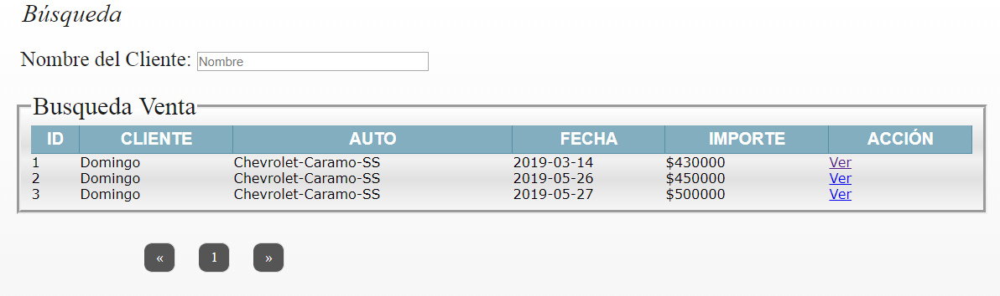 Búsqueda
Nombre del Cliente: Nombre
Busqueda Venta
ID CLIENTE AUTO FECHA IMPORTE ACCIÓN
1 Domingo Chevrolet-Caramo-SS 2019-03-14 $430000 Ver
2 Domingo Chevrolet-Caramo-SS 2019-05-26 $450000 Ver
3 Domingo Chevrolet-Caramo-SS 2019-05-27 $500000 Ver
« 1 »